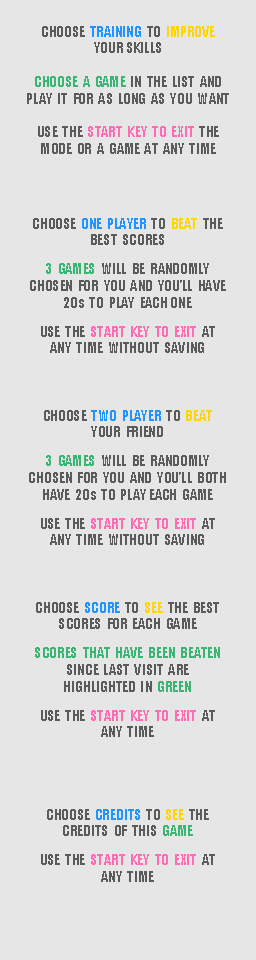 CHOOSE TRAINING TO IMPROVE
YOUR SKILLS
CHOOSE A GAME IN THE LIST AND
PLAY IT FOR AS LONG AS YOU WANT
USE THE START KEY TO EXIT THE
MODE OR A GAME AT ANY TIME
CHOOSE ONE PLAYER TO BEAT THE
BEST SCORES
3 GAMES WILL BE RANDOMLY
CHOSEN FOR YOU AND YOU'LL HAVE
20s TO PLAY EACH ONE
USE THE START KEY TO EXIT AT
ANY TIME WITHOUT SAVING
CHOOSE TWO PLAYER TO BEAT
YOUR FRIEND
3 GAMES WILL BE RANDOMLY
CHOSEN FOR YOU AND YOU'LL BOTH
HAVE 20s TO PLAY EACH GAME
USE THE START KEY TO EXIT AT
ANY TIME WITHOUT SAVING
CHOOSE SCORE TO SEE THE BEST
SCORES FOR EACH GAME
SCORES THAT HAVE BEEN BEATEN
SINCE LAST VISIT ARE
HIGHLIGHTED IN GREEN
USE THE START KEY TO EXIT AT
ANY TIME
CHOOSE CREDITS TO SEE THE
CREDITS OF THIS GAME
USE THE START KEY TO EXIT AT
ANY TIME